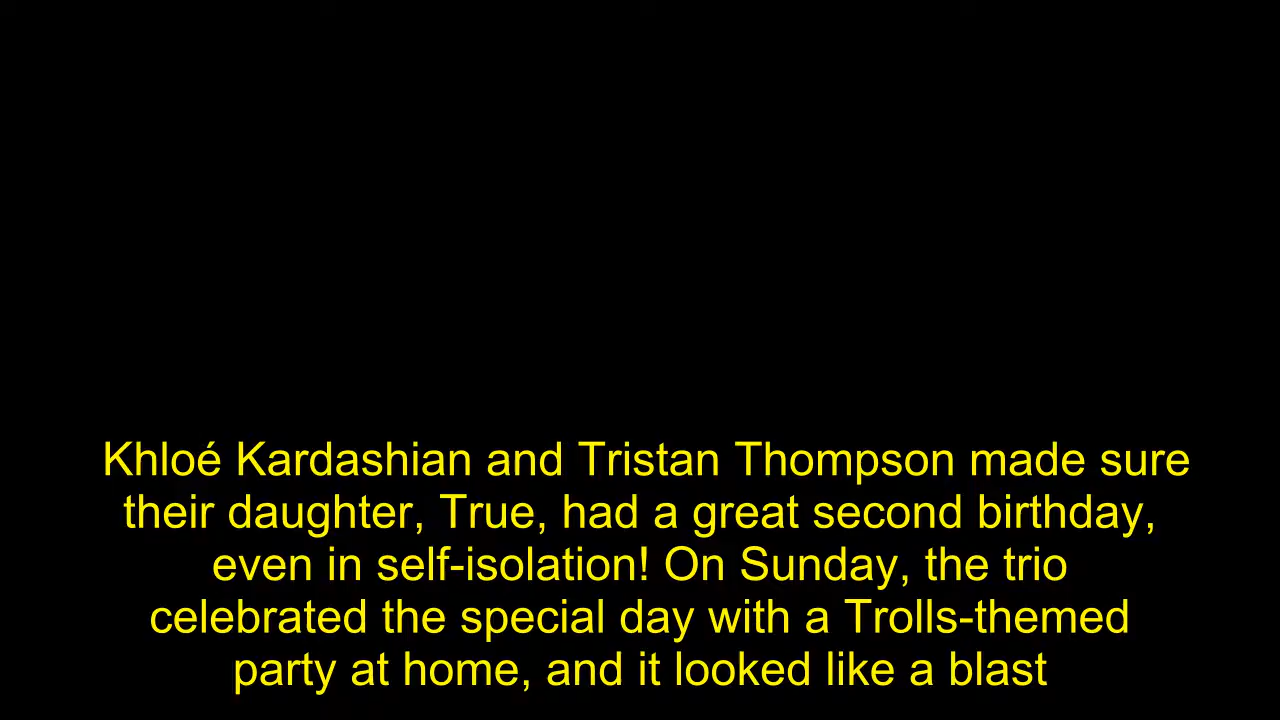 Khloé Kardashian and Tristan Thompson made sure
their daughter, True, had a great second birthday,
even in self-isolation! On Sunday, the trio
celebrated the special day with a Trolls-themed
party at home, and it looked like a blast